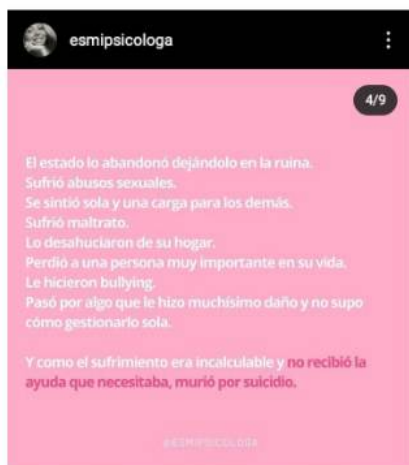 esmipsicologa
4/9
El estado lo abandonó dejándolo en la ruina.
Sufrió abusos sexuales.
Se sintió sola y una carga para los demás.
Sufrió maltrato.
Lo desahuciaron de su hogar.
Perdió a una persona muy importante en su vida.
Le hicieron bullying.
Pasó por algo que le hizo muchísimo daño y no supo
cómo gestionarlo sola.
Y como el sufrimiento era incalculable y no recibió la
ayuda que necesitaba, murió por suicidio.
@ESMIPSICOLOGA